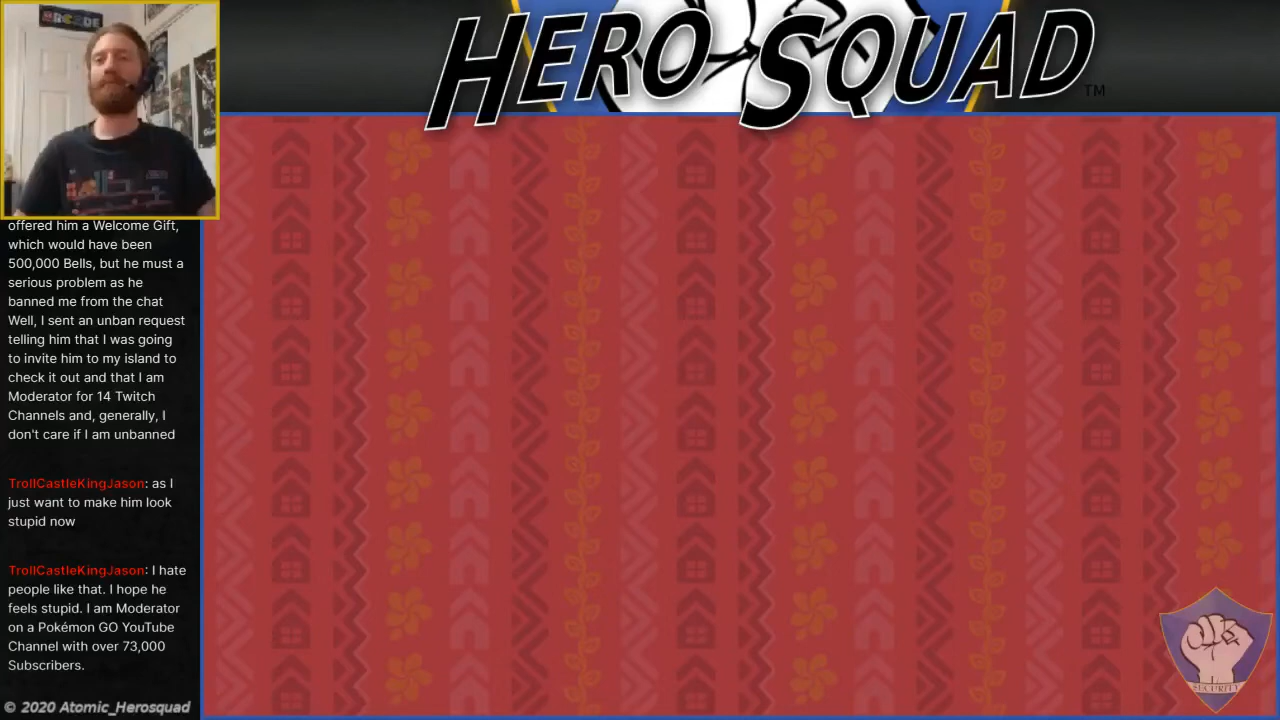 ARCADE
HERO SQUAD
TM
offered him a Welcome Gift,
which would have been
500,000 Bells, but he must a
serious problem as he
banned me from the chat
Well, I sent an unban request
telling him that I was going
to invite him to my island to
check it out and that I am
Moderator for 14 Twitch
Channels and, generally, I
don't care if I am unbanned
TrollCastleKingJason: as I
just want to make him look
stupid now
TrollCastleKingJason: I hate
people like that. I hope he
feels stupid. I am Moderator
on a Pokémon GO YouTube
Channel with over 73,000
Subscribers.
© 2020 Atomic_Herosquad
SECURITY